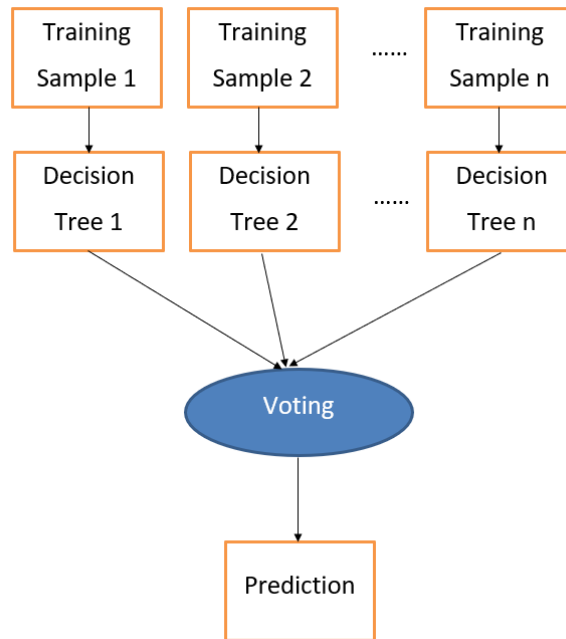 Training
Sample 1
Training
Sample 2
......
Training
Sample n
Decision
Tree 1
Decision
Tree 2
......
Decision
Tree n
Voting
Prediction